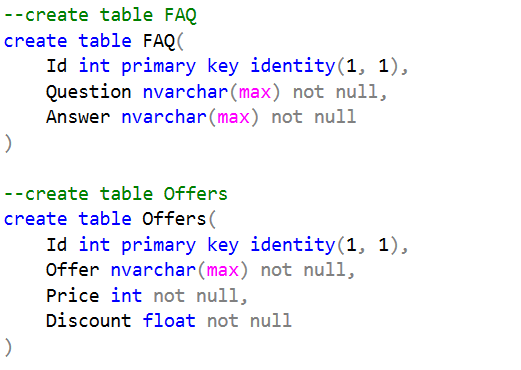 --create table FAQ
create table FAQ(
    Id int primary key identity(1, 1),
    Question nvarchar(max) not null,
    Answer nvarchar(max) not null
)

--create table Offers
create table Offers(
    Id int primary key identity(1, 1),
    Offer nvarchar(max) not null,
    Price int not null,
    Discount float not null
)